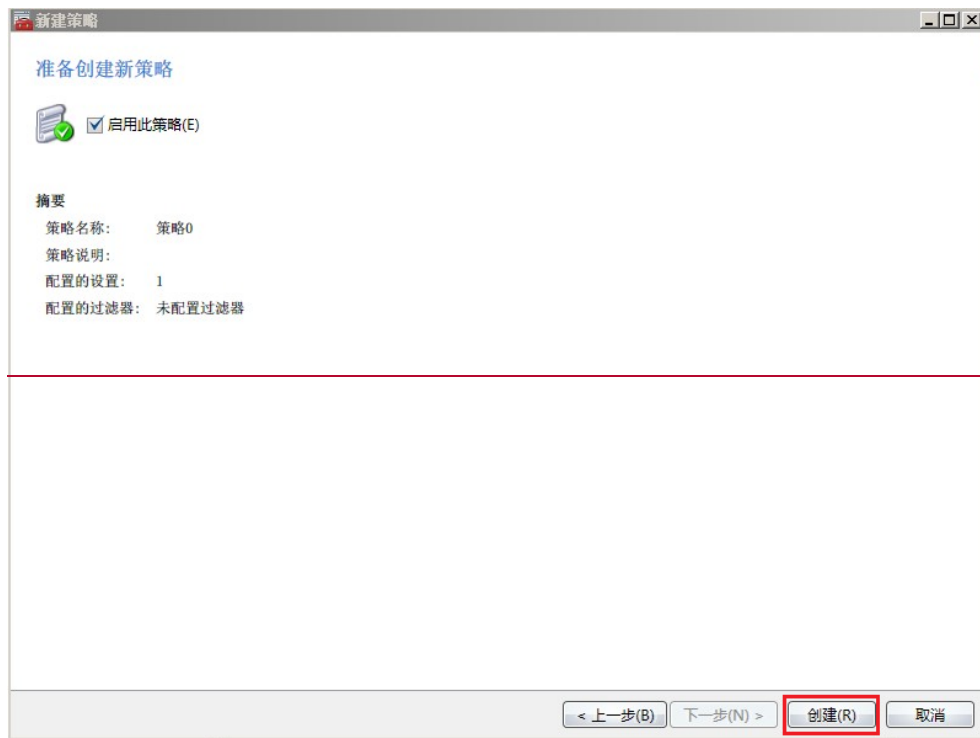 新建策略
准备创建新策略
启用此策略(E)
摘要
策略名称: 策略0
策略说明:
配置的设置: 1
配置的过滤器: 未配置过滤器
< 上一步(B) 下一步(N) > 创建(R) 取消